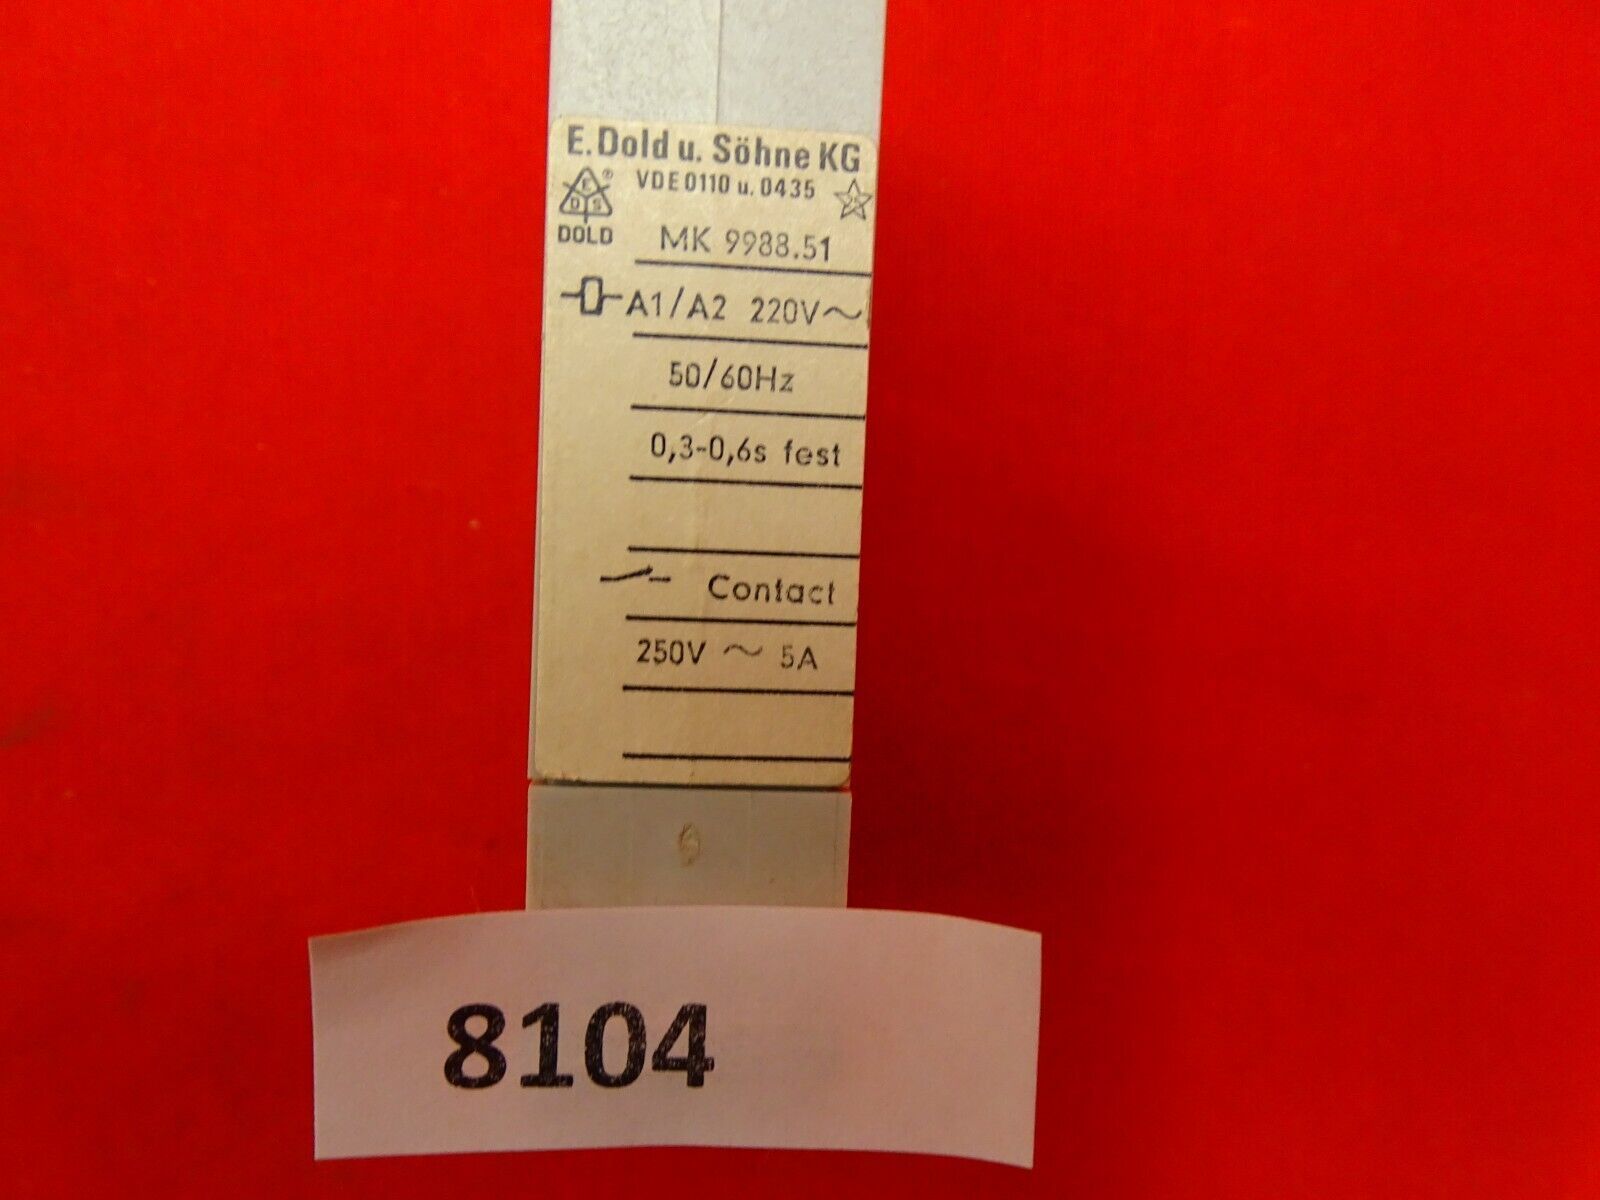 E. Dold u. Söhne KG
VDE 0110 u. 0435
E ®
D S
DOLD
MK 9988.51
A1/A2 220V~
50/60Hz
0,3-0,6s fest
Contact
250V ~ 5A
8104